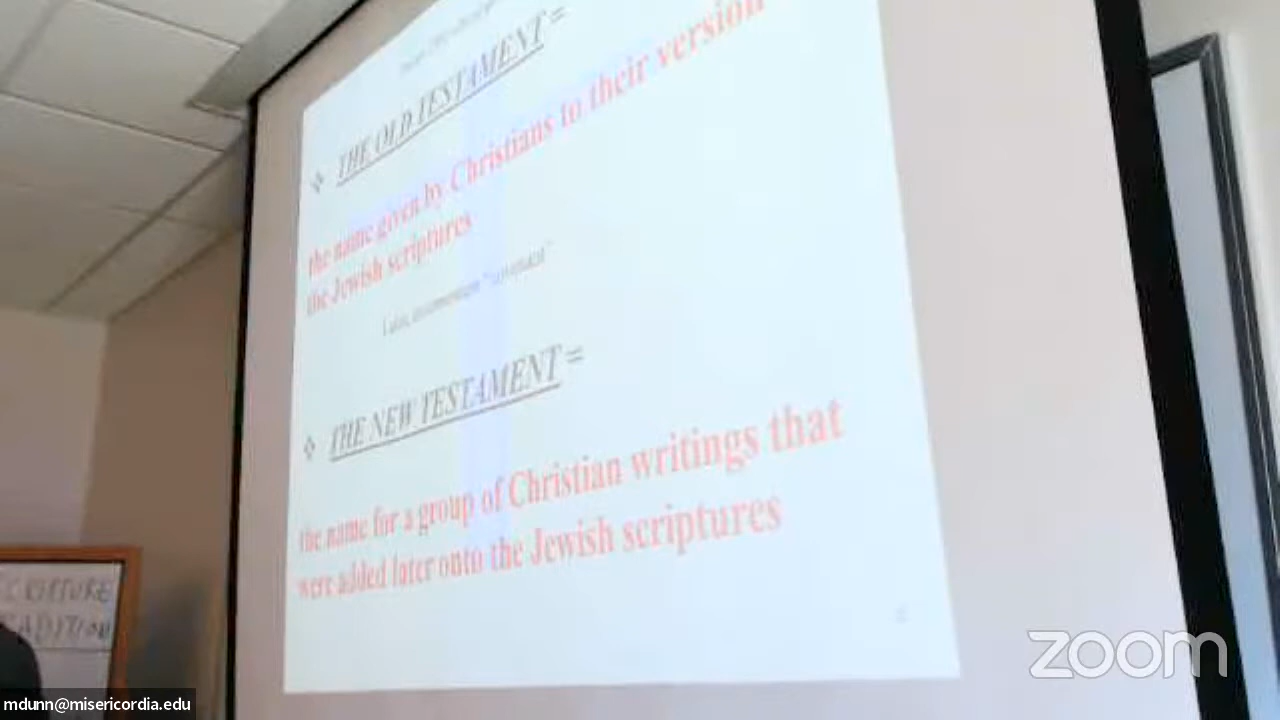 ❖ THE OLD TESTAMENT =
the name given by Christians to their version
the Jewish scriptures
❖ THE NEW TESTAMENT =
the name for a group of Christian writings that
were added later onto the Jewish scriptures
zoom
mdunn@misericordia.edu